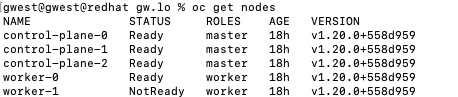 [gwest@gwest@redhat gw.lo % oc get nodes
NAME STATUS ROLES AGE VERSION
control-plane-0 Ready master 18h v1.20.0+558d959
control-plane-1 Ready master 18h v1.20.0+558d959
control-plane-2 Ready master 18h v1.20.0+558d959
worker-0 Ready worker 18h v1.20.0+558d959
worker-1 NotReady worker 18h v1.20.0+558d959